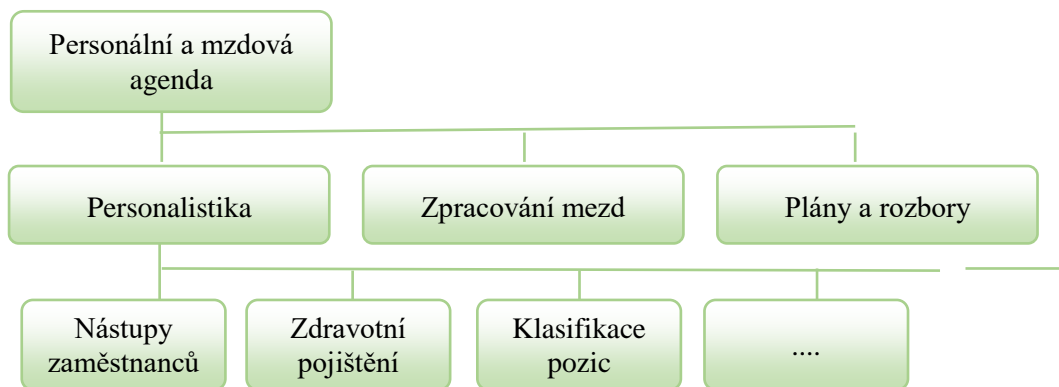 Personální a mzdová
agenda
Personalistika
Zpracování mezd
Plány a rozbory
Nástupy
zaměstnanců
Zdravotní
pojištění
Klasifikace
pozic
....